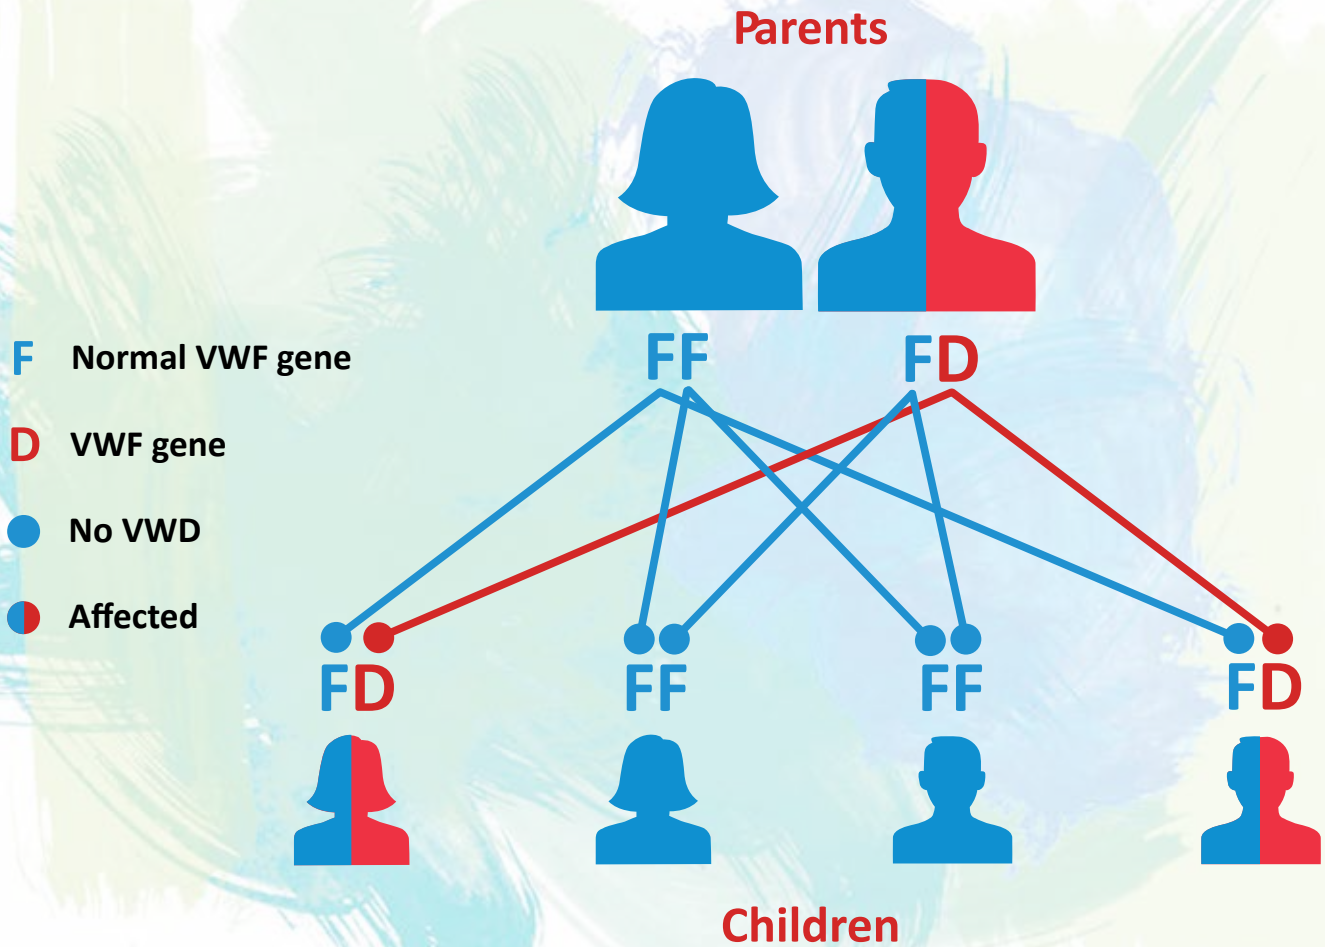 Parents
FF FD
F Normal VWF gene
D VWF gene
No VWD
Affected
FD FF FF FD
Children